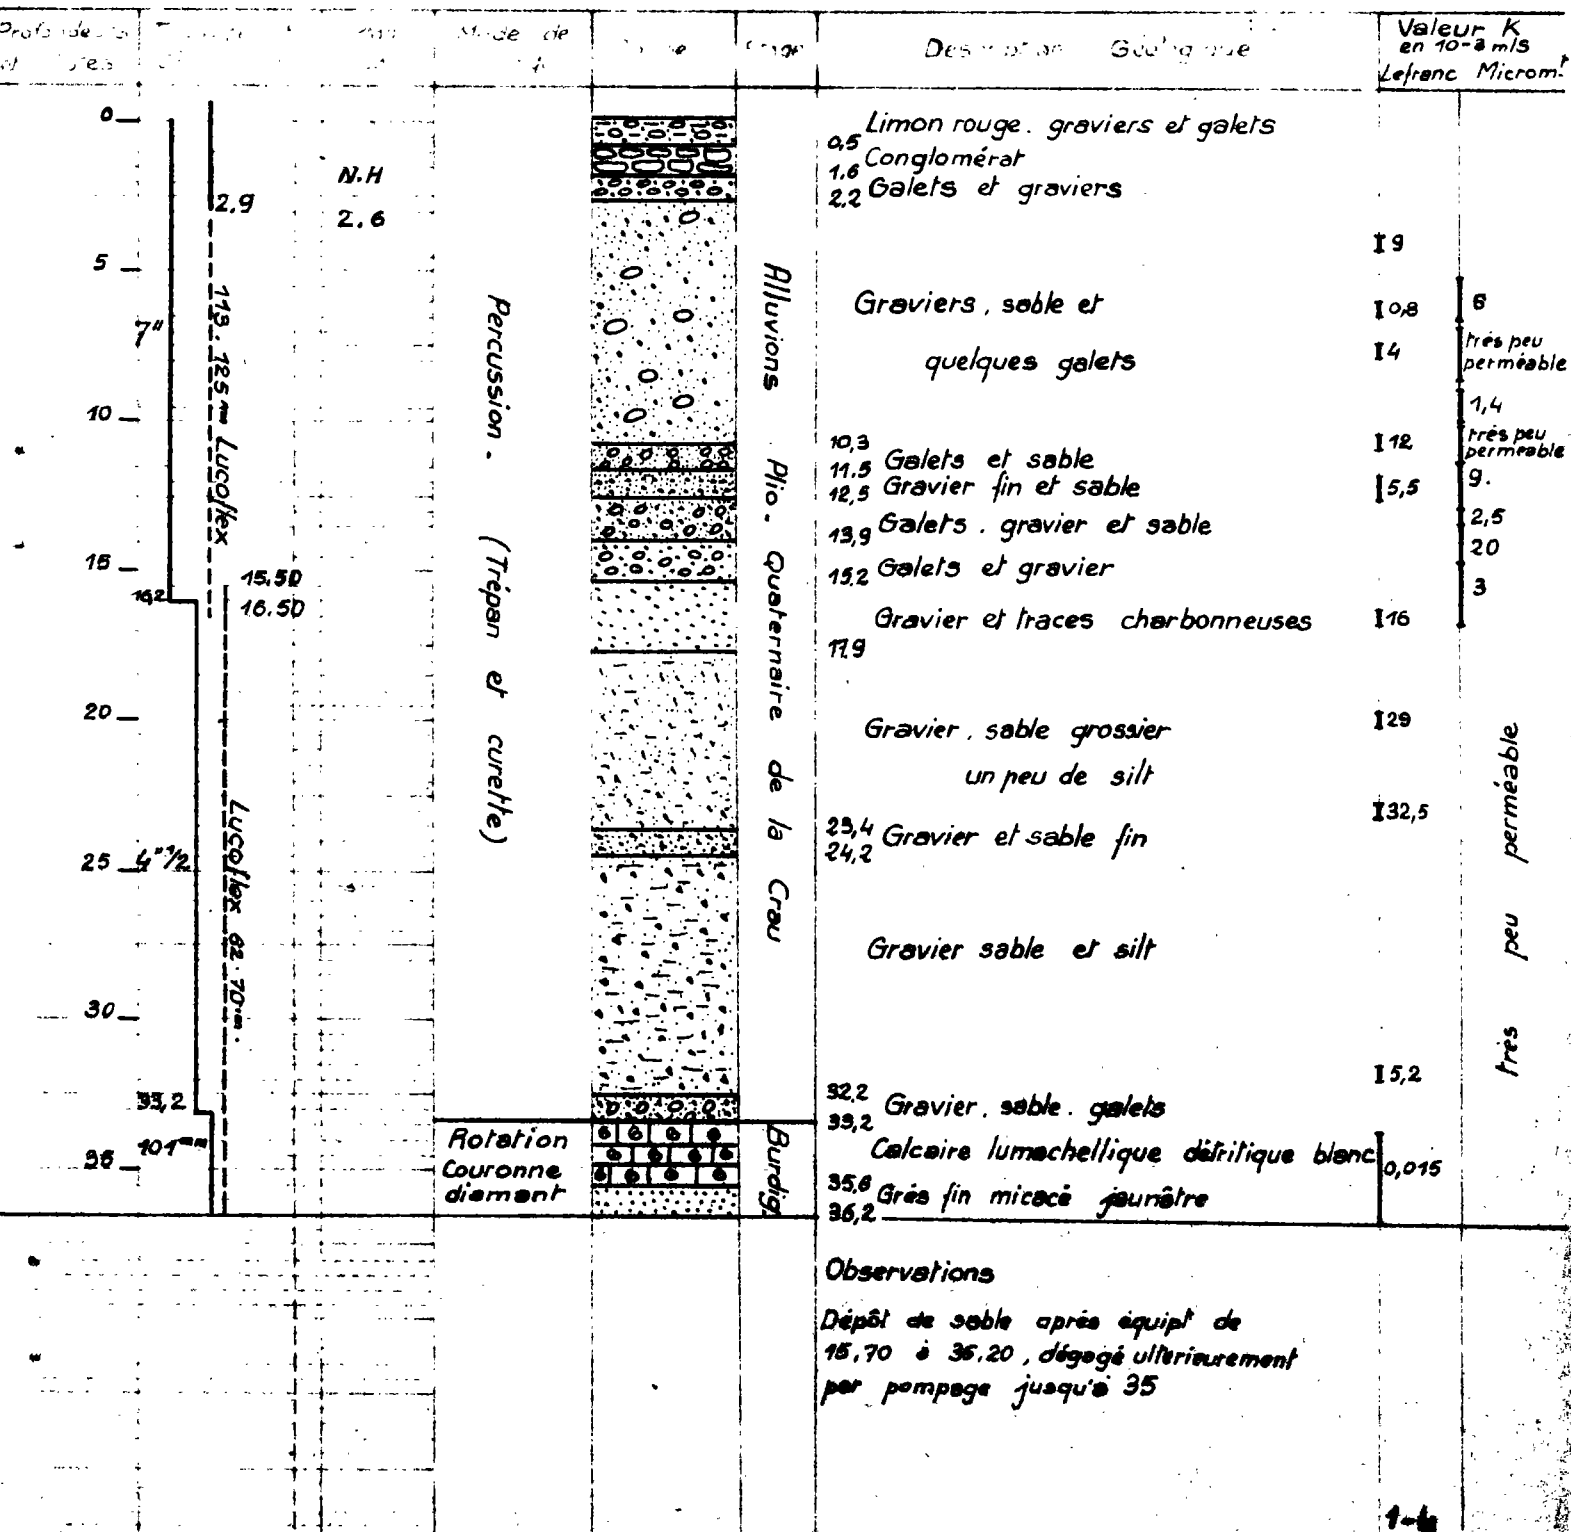 Mode de
Description Géologique
Valeur K
en 10-3 m/s
Lefranc Microm.t
0
Limon rouge. graviers et galets
0,5
Conglomérat
1,6
Galets et graviers
2,2
2.9
N.H
2.6
5
9
7"
113. 125 mm Lucoflex
Percussion.
(Trépan et curette)
Alluvions Plio. Quaternaire de la Crau
Graviers, sable et
quelques galets
0,8
6
4
très peu
perméable
10
1,4
10,3
12
très peu
perméable
Galets et sable
11.5
Gravier fin et sable
12,5
5,5
9.
Galets. gravier et sable
13,9
2,5
20
15
Galets et gravier
15.2
3
15.50
16.50
16,2
Gravier et traces charbonneuses
16
17.9
20
Gravier, sable grossier
un peu de silt
29
32,5
23,4
Gravier et sable fin
24,2
25
4"1/2
Lucoflex 62.70 m.
Gravier sable et silt
très peu perméable
30
5,2
32.2
Gravier. sable. galets
33,2
33,2
101 mm
35
Rotation
Couronne
diamant
Burdig
Calcaire lumachellique détritique blanc
0,015
35,6
Grés fin micacé jaunâtre
36,2
Observations
Dépôt de sable après équipt de
15,70 à 36.20, dégagé ultérieurement
par pompage jusqu'à 35